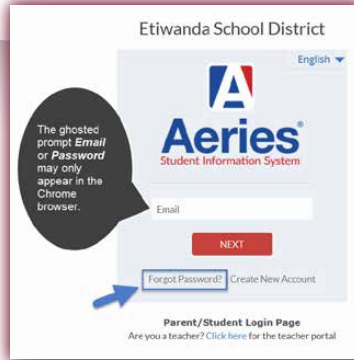 Etiwanda School District
English
Aeries®
Student Information System
The ghosted
prompt Email
or Password
may only
appear in the
Chrome
browser.
Email
NEXT
Forgot Password? Create New Account
Parent/Student Login Page
Are you a teacher? Click here for the teacher portal